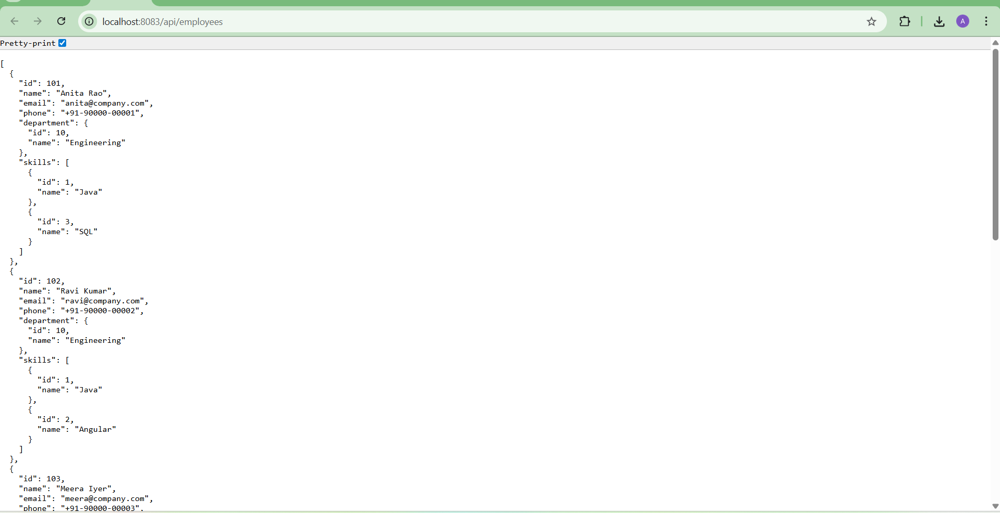 localhost:8083/api/employees
A
Pretty-print
[
  {
    "id": 101,
    "name": "Anita Rao",
    "email": "anita@company.com",
    "phone": "+91-90000-00001",
    "department": {
      "id": 10,
      "name": "Engineering"
    },
    "skills": [
      {
        "id": 1,
        "name": "Java"
      },
      {
        "id": 3,
        "name": "SQL"
      }
    ]
  },
  {
    "id": 102,
    "name": "Ravi Kumar",
    "email": "ravi@company.com",
    "phone": "+91-90000-00002",
    "department": {
      "id": 10,
      "name": "Engineering"
    },
    "skills": [
      {
        "id": 1,
        "name": "Java"
      },
      {
        "id": 2,
        "name": "Angular"
      }
    ]
  },
  {
    "id": 103,
    "name": "Meera Iyer",
    "email": "meera@company.com",
    "phone": "+91-90000-00003",